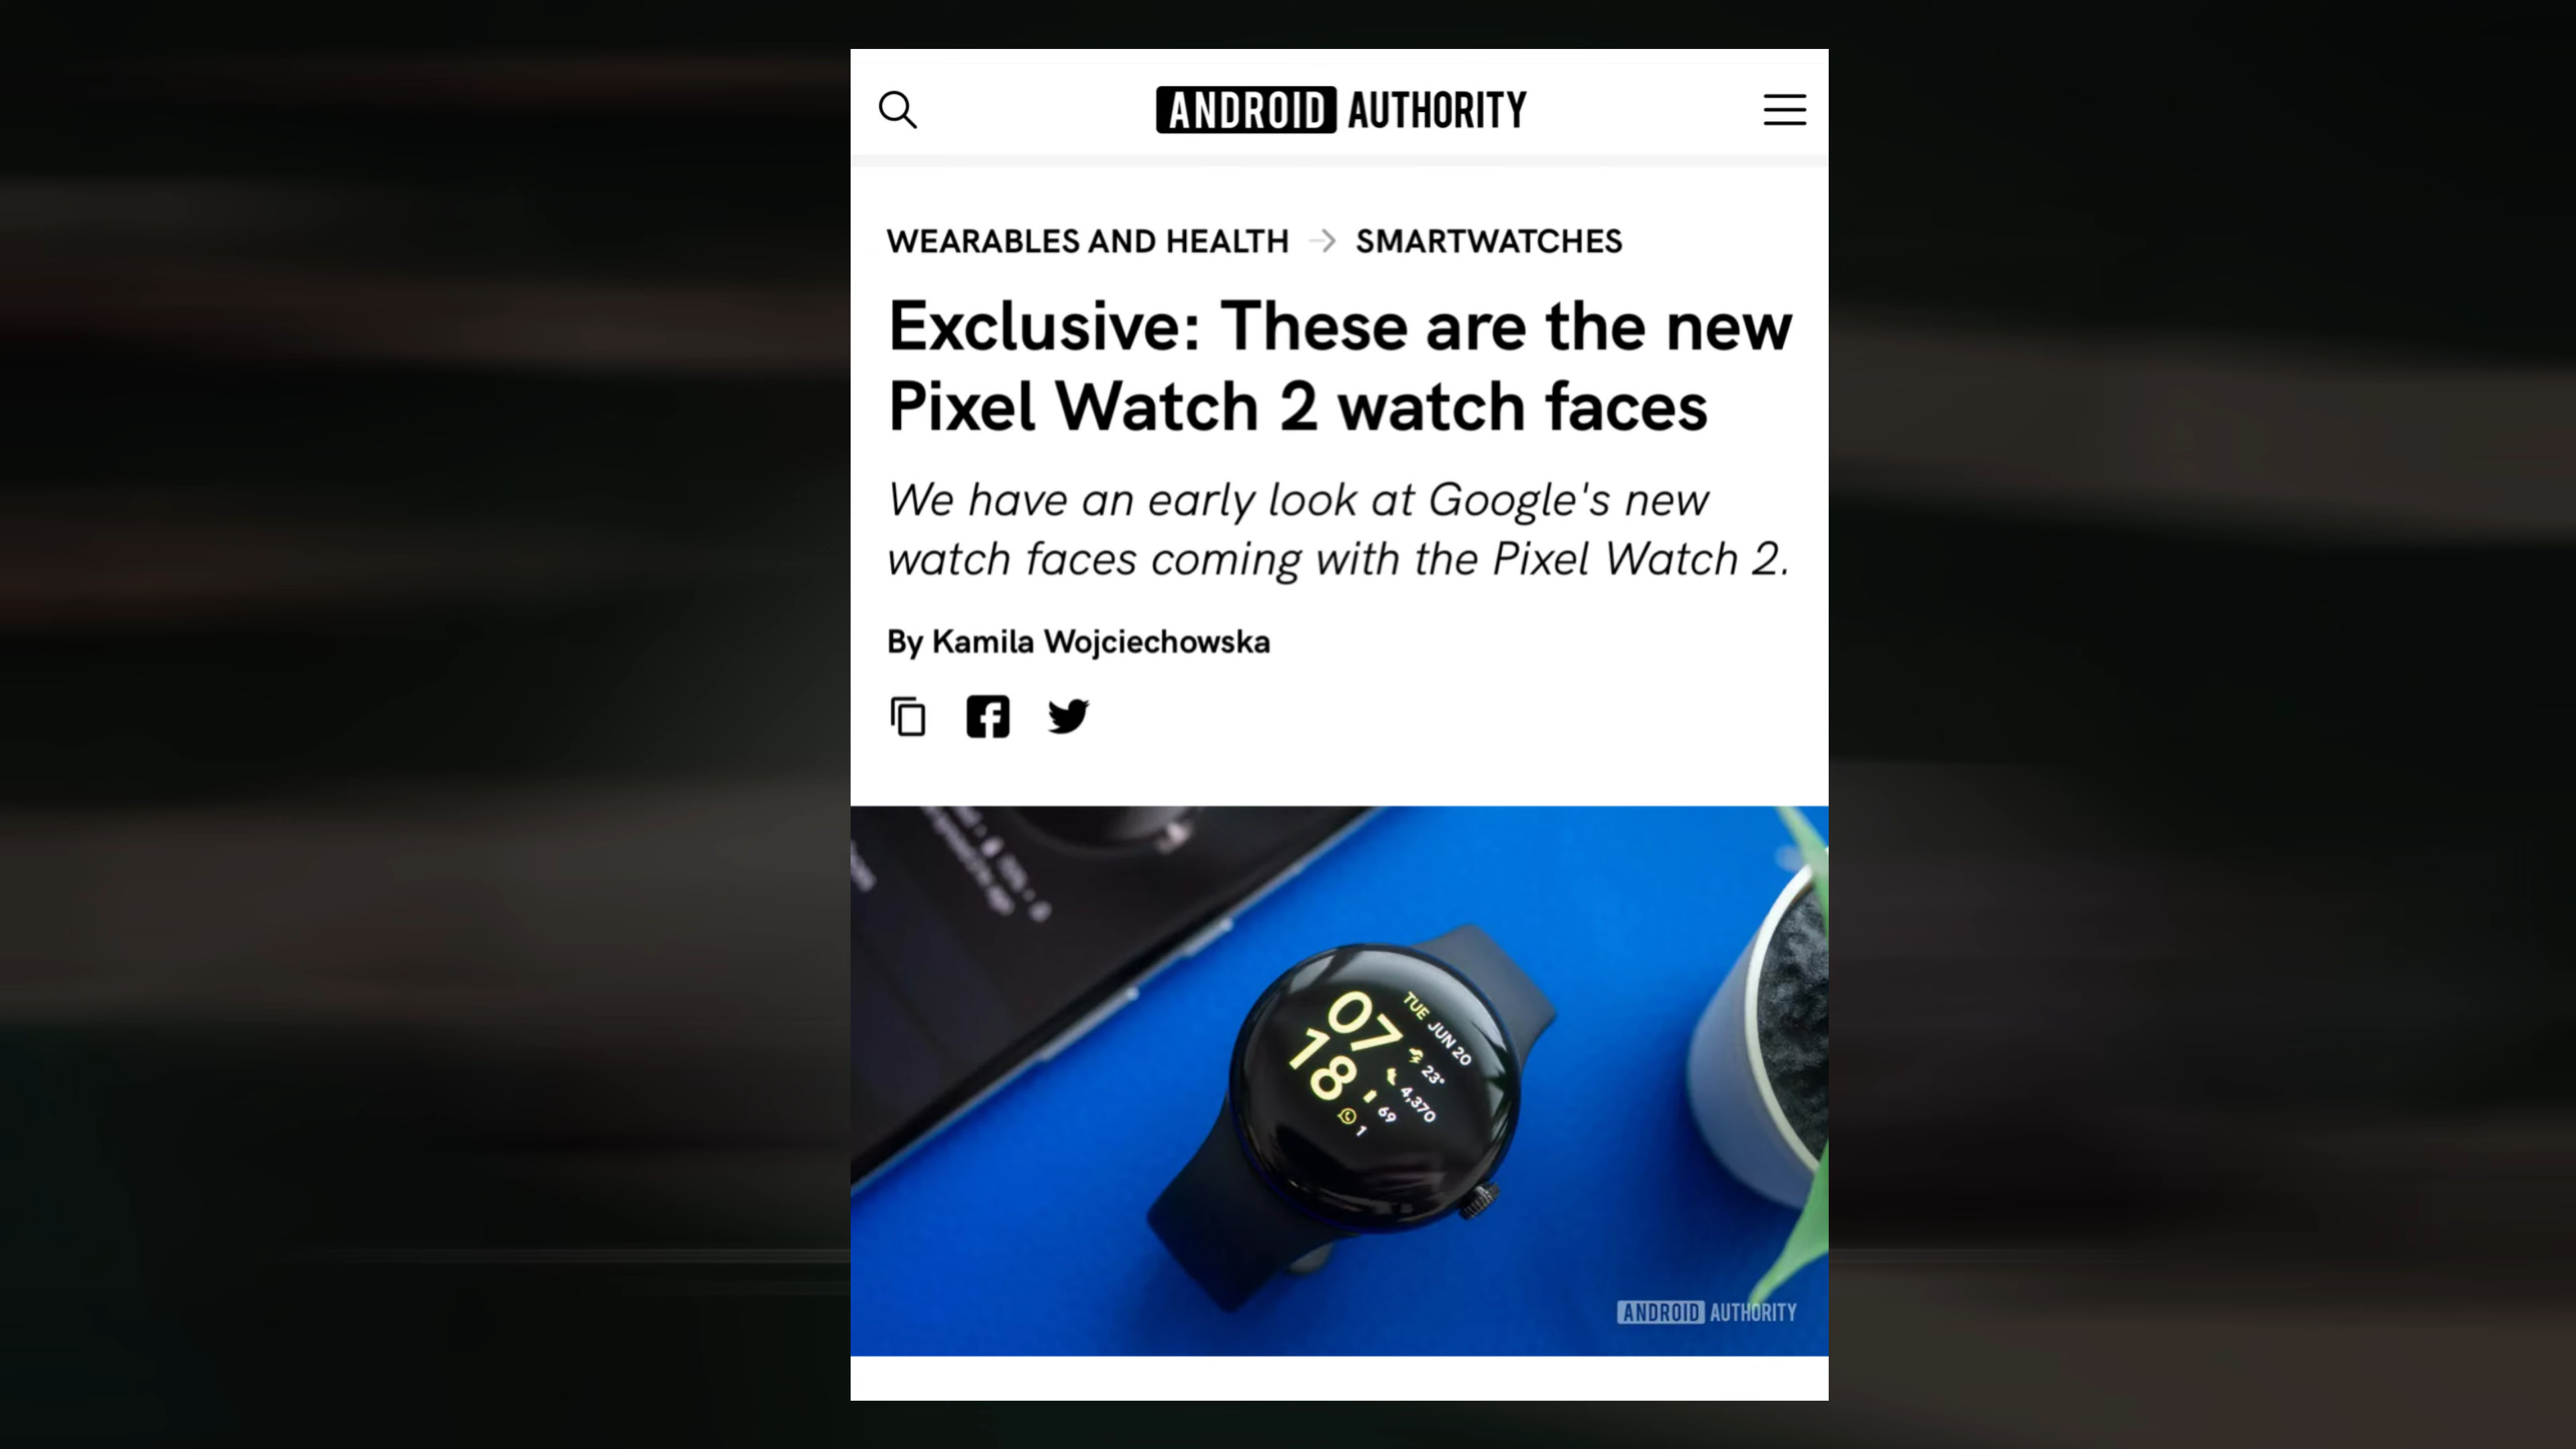 ANDROID AUTHORITY
WEARABLES AND HEALTH → SMARTWATCHES
Exclusive: These are the new
Pixel Watch 2 watch faces
We have an early look at Google's new
watch faces coming with the Pixel Watch 2.
By Kamila Wojciechowska
07
18
TUE JUN 20
23°
4,370
69
1
ANDROID AUTHORITY